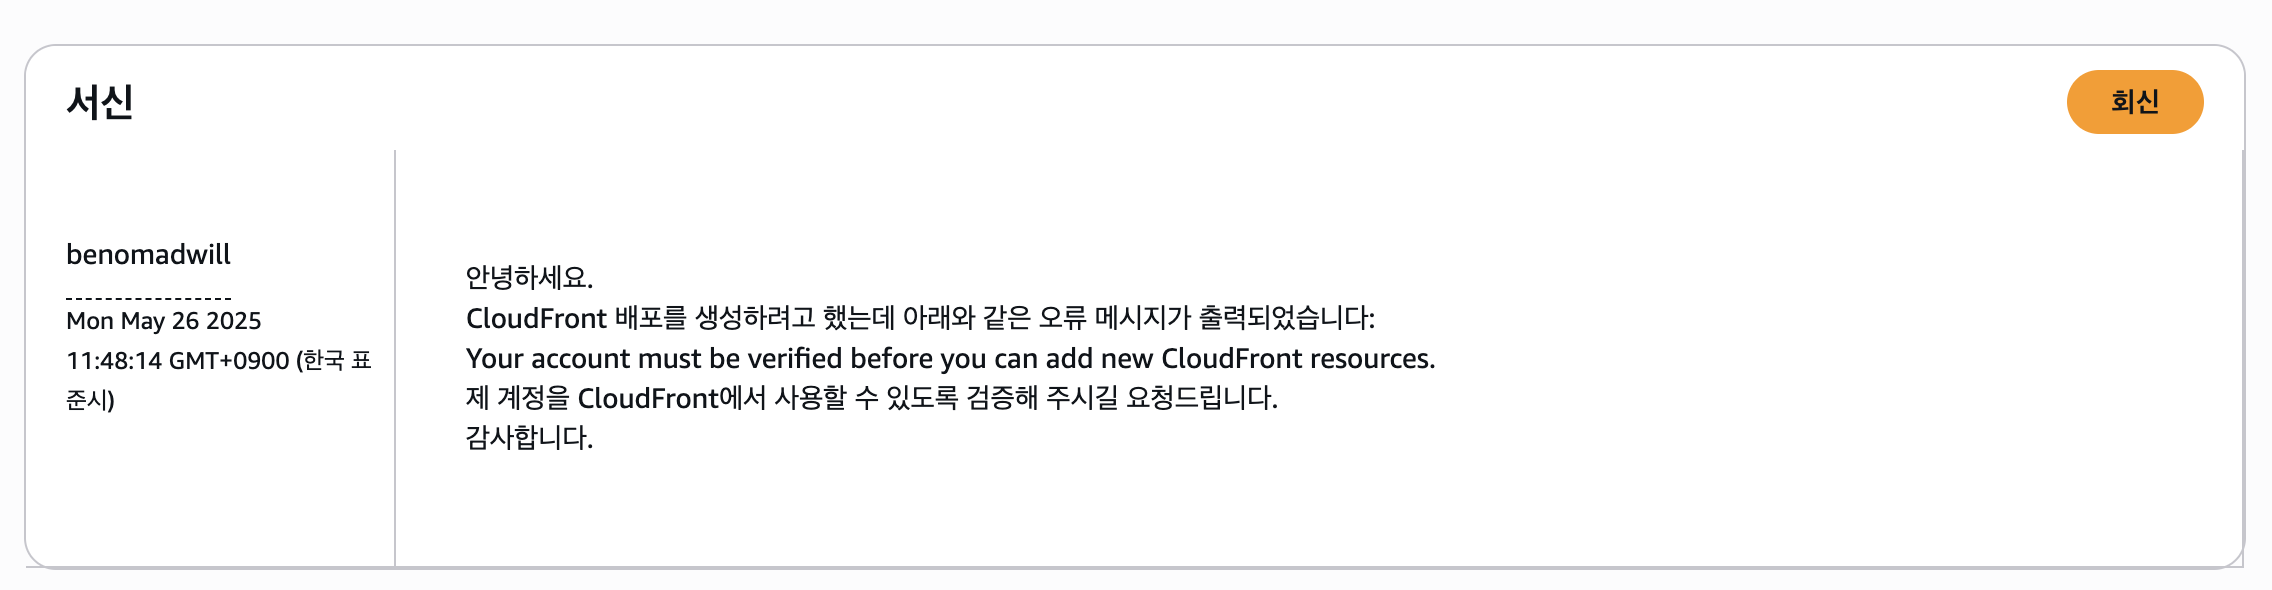 서신
회신
benomadwill
-----------------
Mon May 26 2025
11:48:14 GMT+0900 (한국 표
준시)
안녕하세요.
CloudFront 배포를 생성하려고 했는데 아래와 같은 오류 메시지가 출력되었습니다:
Your account must be verified before you can add new CloudFront resources.
제 계정을 CloudFront에서 사용할 수 있도록 검증해 주시길 요청드립니다.
감사합니다.